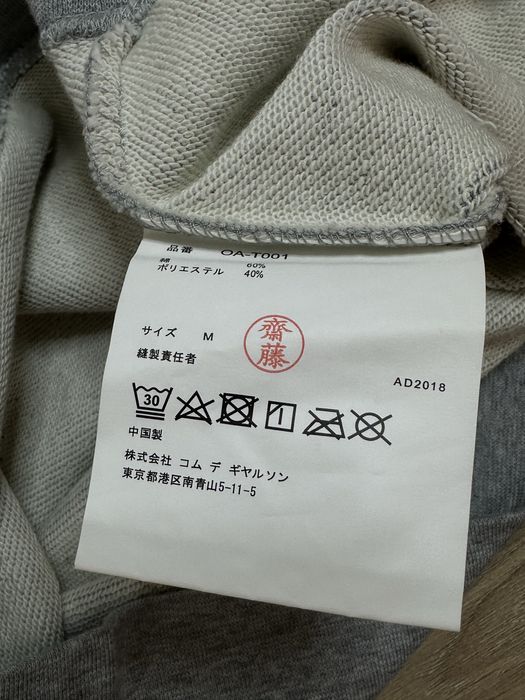 品番 OA-T001
綿 60%
ポリエステル 40%
サイズ M
齋藤
縫製責任者
AD2018
30
中国製
株式会社 コム デ ギャルソン
東京都港区南青山5-11-5